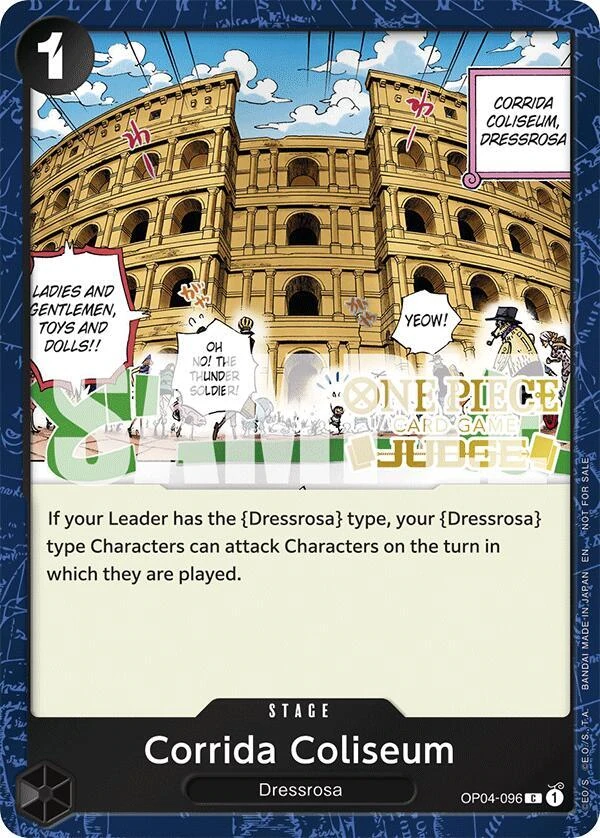 1
CORRIDA
COLISEUM,
DRESSROSA
LADIES AND
GENTLEMEN,
TOYS AND
DOLLS!!
OH
NO! THE
THUNDER
SOLDIER!
YEOW!
ONE PIECE
CARD GAME
JUDGE
If your Leader has the {Dressrosa} type, your {Dressrosa}
type Characters can attack Characters on the turn in
which they are played.
STAGE
Corrida Coliseum
Dressrosa
OP04-096 C 1
©E.O./S. ©E.O./S.,T.A. BANDAI MADE IN JAPAN EN NOT FOR SALE